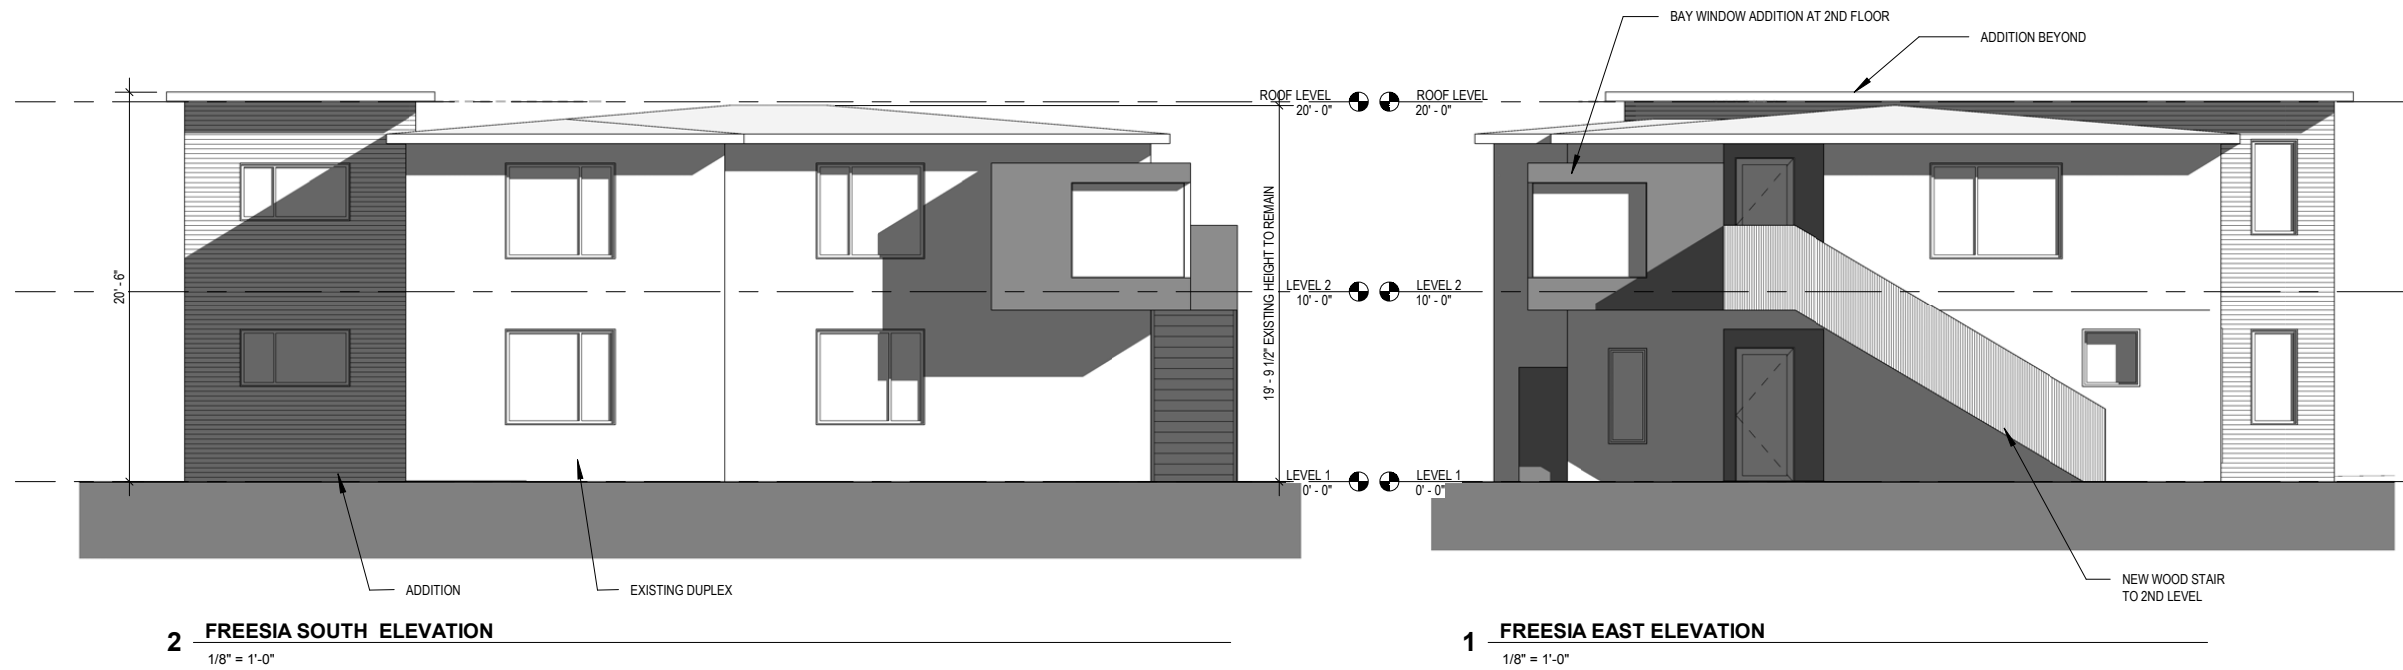 BAY WINDOW ADDITION AT 2ND FLOOR
ADDITION BEYOND
ROOF LEVEL
20' - 0"
ROOF LEVEL
20' - 0"
20' - 6"
19' - 9 1/2" EXISTING HEIGHT TO REMAIN
LEVEL 2
10' - 0"
LEVEL 2
10' - 0"
LEVEL 1
0' - 0"
LEVEL 1
0' - 0"
ADDITION
EXISTING DUPLEX
NEW WOOD STAIR
TO 2ND LEVEL
2 FREESIA SOUTH ELEVATION
1/8" = 1'-0"
1 FREESIA EAST ELEVATION
1/8" = 1'-0"